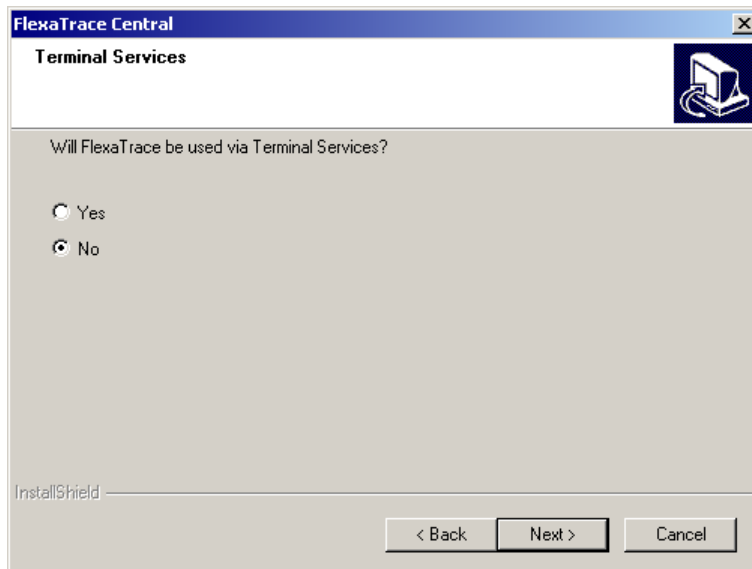 FlexaTrace Central
Terminal Services
Will FlexaTrace be used via Terminal Services?
Yes
No
InstallShield
< Back Next > Cancel